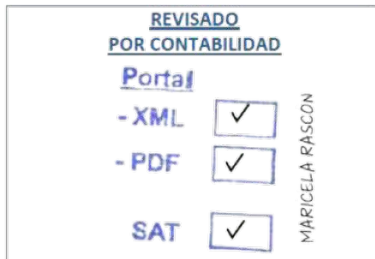 REVISADO
POR CONTABILIDAD
Portal
- XML ✓
- PDF ✓
SAT ✓
MARICELA RASCON